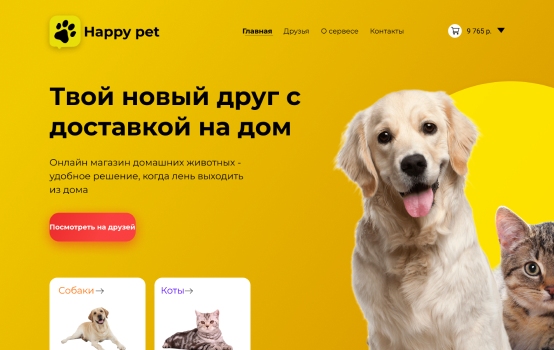 Happy pet
Главная Друзья О сервесе Контакты
9 765 р.
Твой новый друг с
доставкой на дом
Онлайн магазин домашних животных -
удобное решение, когда лень выходить
из дома
Посмотреть на друзей
Собаки
Коты